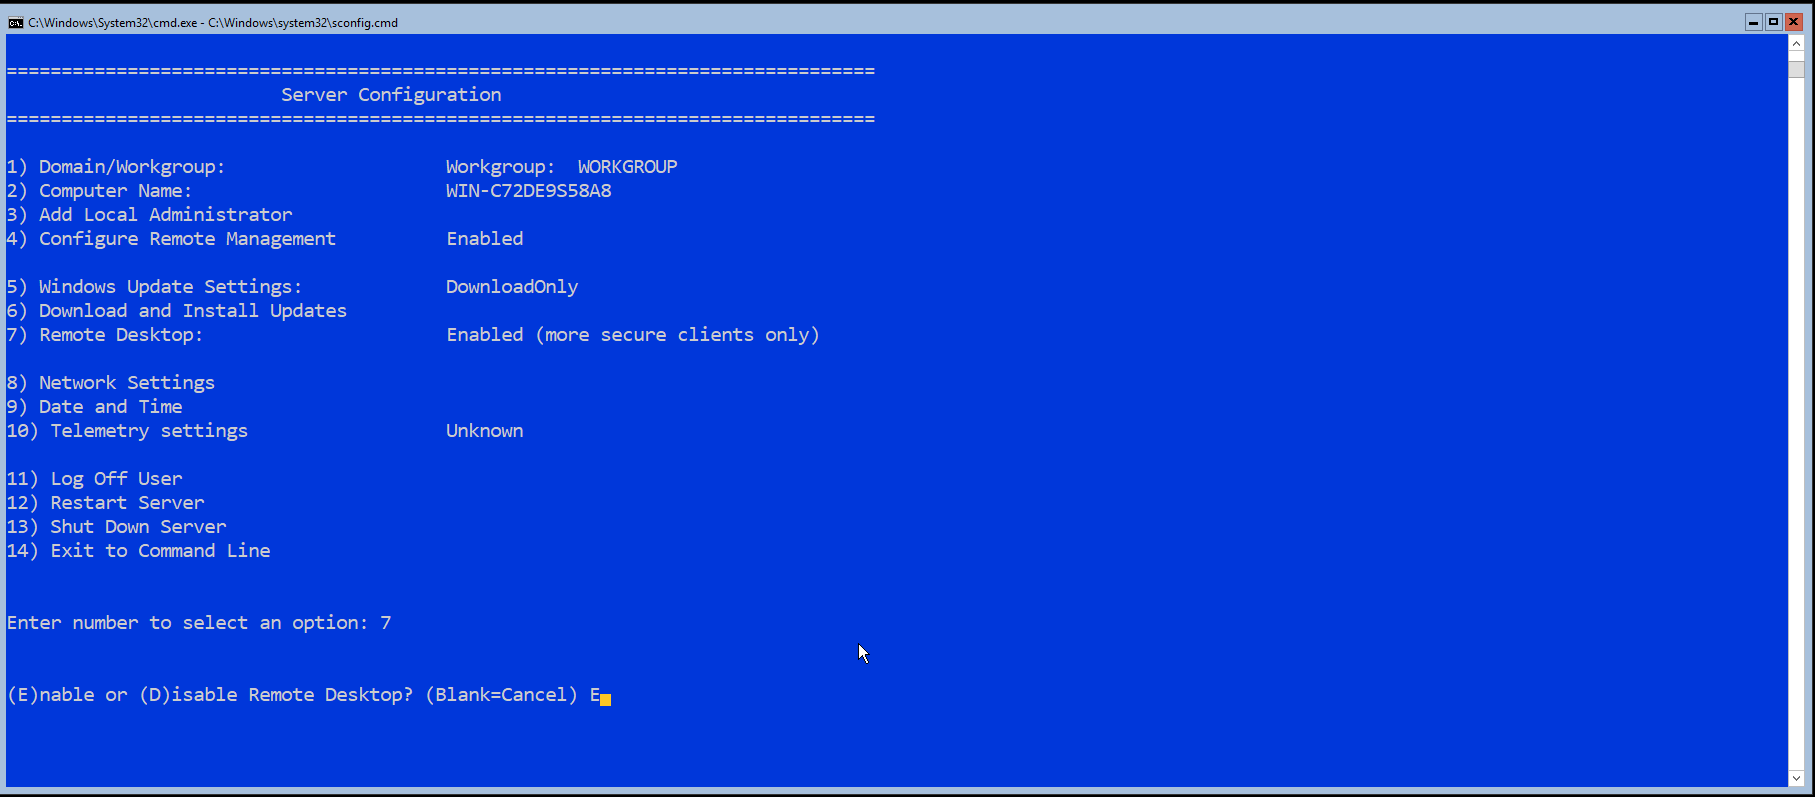 C:\Windows\System32\cmd.exe - C:\Windows\system32\sconfig.cmd
===============================================================================
Server Configuration
===============================================================================
1) Domain/Workgroup: Workgroup: WORKGROUP
2) Computer Name: WIN-C72DE9S58A8
3) Add Local Administrator
4) Configure Remote Management Enabled
5) Windows Update Settings: DownloadOnly
6) Download and Install Updates
7) Remote Desktop: Enabled (more secure clients only)
8) Network Settings
9) Date and Time
10) Telemetry settings Unknown
11) Log Off User
12) Restart Server
13) Shut Down Server
14) Exit to Command Line
Enter number to select an option: 7
(E)nable or (D)isable Remote Desktop? (Blank=Cancel) E